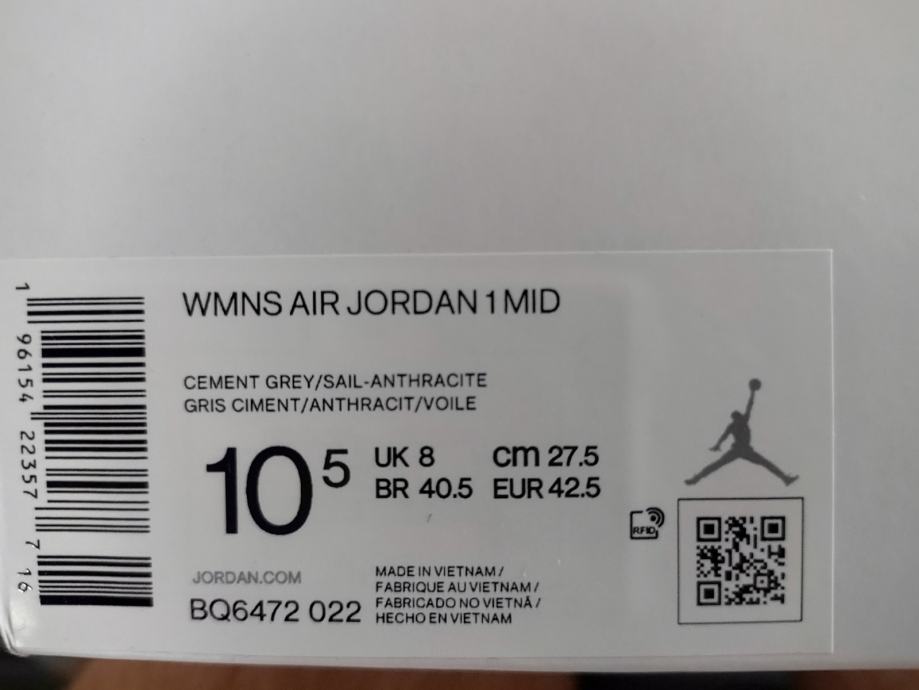 WMNS AIR JORDAN 1 MID
CEMENT GREY/SAIL-ANTHRACITE
GRIS CIMENT/ANTHRACIT/VOILE
10 5
UK 8 cm 27.5
BR 40.5 EUR 42.5
RFID
JORDAN.COM
BQ6472 022
MADE IN VIETNAM /
FABRIQUE AU VIETNAM /
FABRICADO NO VIETNÃ /
HECHO EN VIETNAM
1 96154 22357 7 16